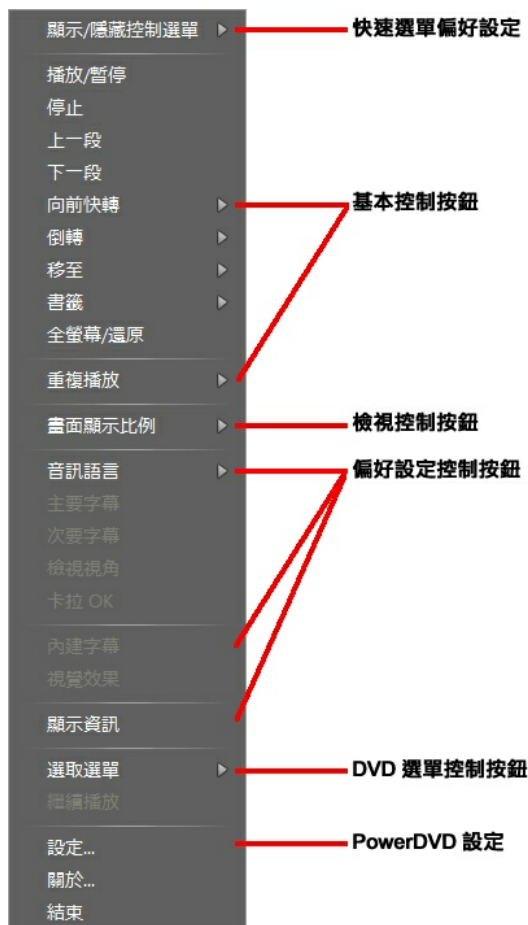 顯示/隱藏控制選單
快速選單偏好設定
播放/暫停
停止
上一段
下一段
向前快轉
基本控制按鈕
倒轉
移至
書籤
全螢幕/還原
重複播放
畫面顯示比例
檢視控制按鈕
音訊語言
偏好設定控制按鈕
主要字幕
次要字幕
檢視視角
卡拉 OK
內建字幕
視覺效果
顯示資訊
選取選單
DVD 選單控制按鈕
繼續播放
設定...
PowerDVD 設定
關於...
結束